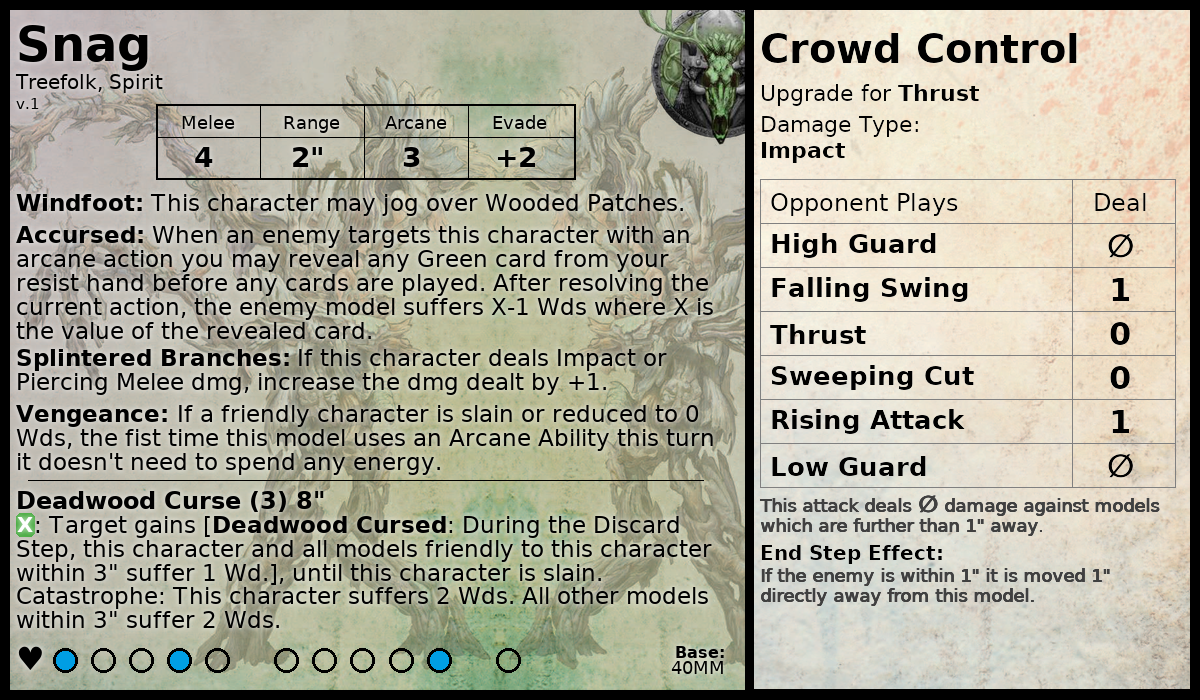 Snag
Treefolk, Spirit
v.1
Melee Range Arcane Evade
4 2" 3 +2
Windfoot: This character may jog over Wooded Patches.
Accursed: When an enemy targets this character with an
arcane action you may reveal any Green card from your
resist hand before any cards are played. After resolving the
current action, the enemy model suffers X-1 Wds where X is
the value of the revealed card.
Splintered Branches: If this character deals Impact or
Piercing Melee dmg, increase the dmg dealt by +1.
Vengeance: If a friendly character is slain or reduced to 0
Wds, the fist time this model uses an Arcane Ability this turn
it doesn't need to spend any energy.
Deadwood Curse (3) 8"
X: Target gains [Deadwood Cursed: During the Discard
Step, this character and all models friendly to this character
within 3" suffer 1 Wd.], until this character is slain.
Catastrophe: This character suffers 2 Wds. All other models
within 3" suffer 2 Wds.
Base:
40MM
Crowd Control
Upgrade for Thrust
Damage Type:
Impact
Opponent Plays Deal
High Guard ∅
Falling Swing 1
Thrust 0
Sweeping Cut 0
Rising Attack 1
Low Guard ∅
This attack deals ∅ damage against models
which are further than 1" away.
End Step Effect:
If the enemy is within 1" it is moved 1"
directly away from this model.